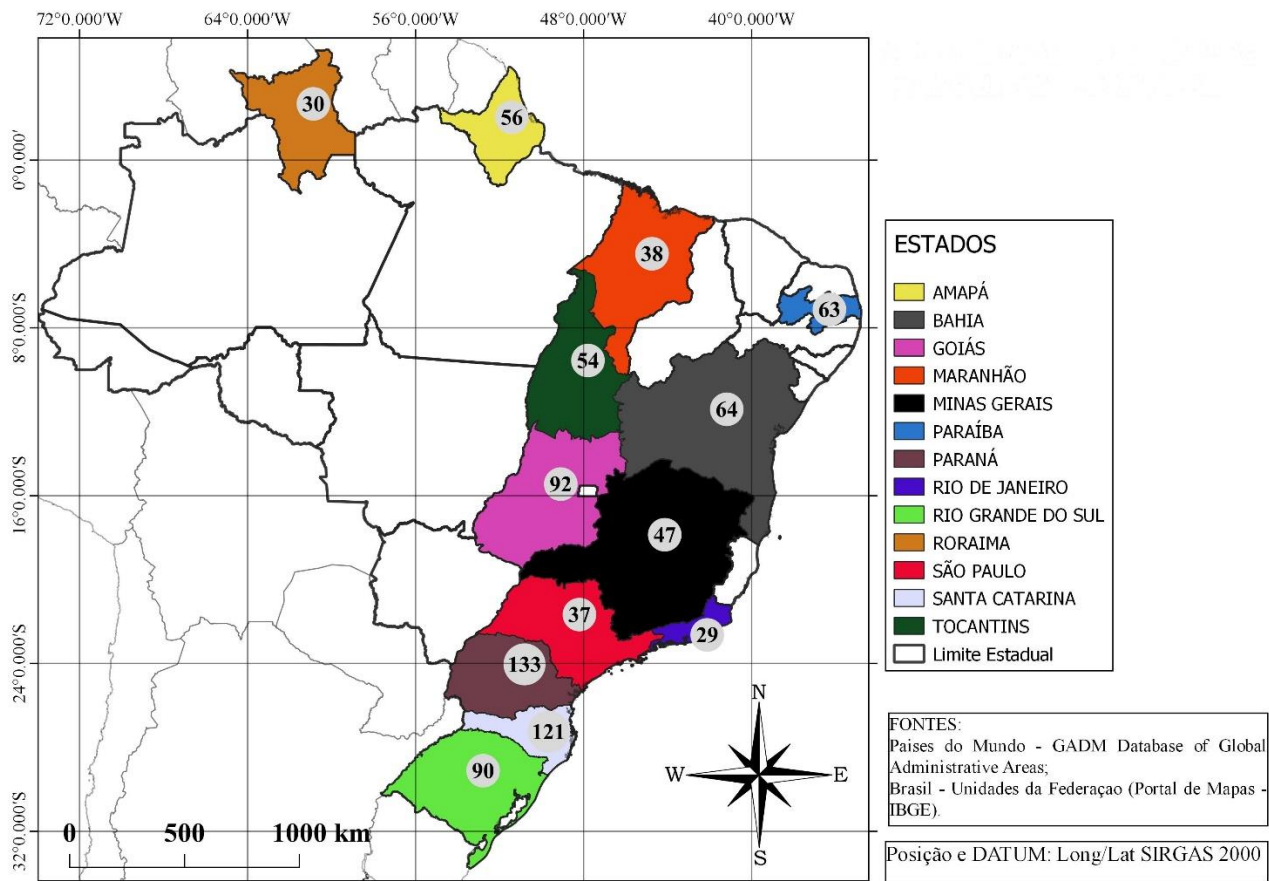 72°0.000'W 64°0.000'W 56°0.000'W 48°0.000'W 40°0.000'W
0°0.000'
8°0.000'S
16°0.000'S
24°0.000'S
32°0.000'S
30
56
38
63
54
64
92
47
37
29
133
121
90
N
W E
S
0 500 1000 km
ESTADOS
AMAPÁ
BAHIA
GOIÁS
MARANHÃO
MINAS GERAIS
PARAÍBA
PARANÁ
RIO DE JANEIRO
RIO GRANDE DO SUL
RORAIMA
SÃO PAULO
SANTA CATARINA
TOCANTINS
Limite Estadual
FONTES:
Paises do Mundo - GADM Database of Global
Administrative Areas;
Brasil - Unidades da Federaçao (Portal de Mapas -
IBGE).
Posição e DATUM: Long/Lat SIRGAS 2000